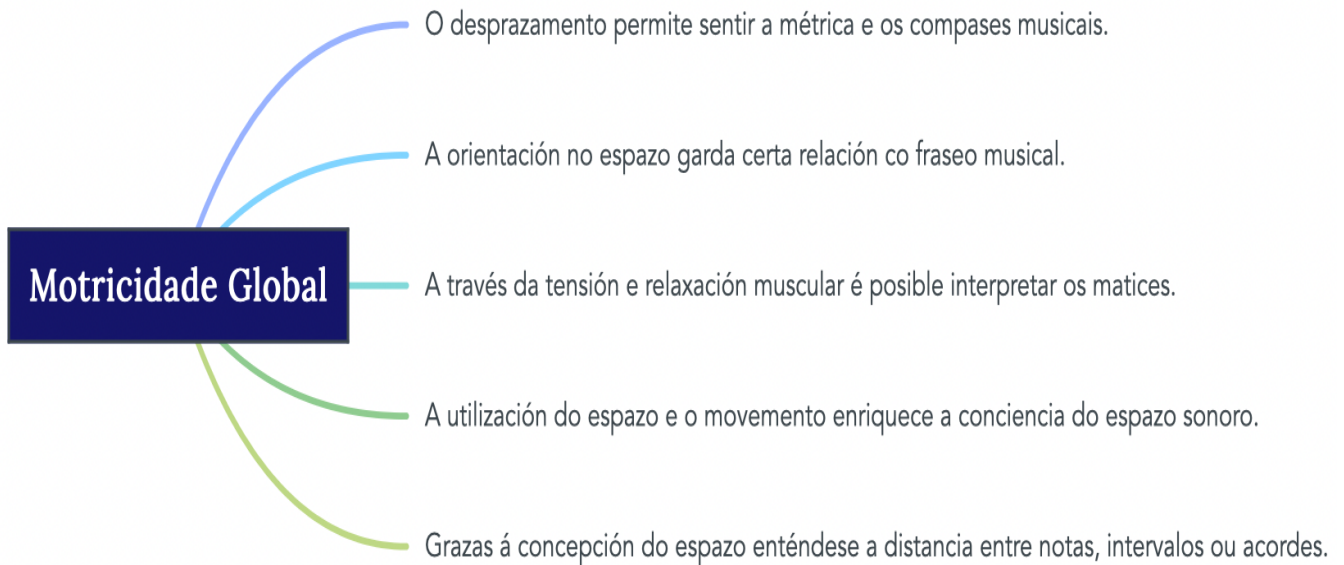 Motricidade Global
O desprazamento permite sentir a métrica e os compases musicais.
A orientación no espazo garda certa relación co fraseo musical.
A través da tensión e relaxación muscular é posible interpretar os matices.
A utilización do espazo e o movemento enriquece a conciencia do espazo sonoro.
Grazas á concepción do espazo enténdese a distancia entre notas, intervalos ou acordes.